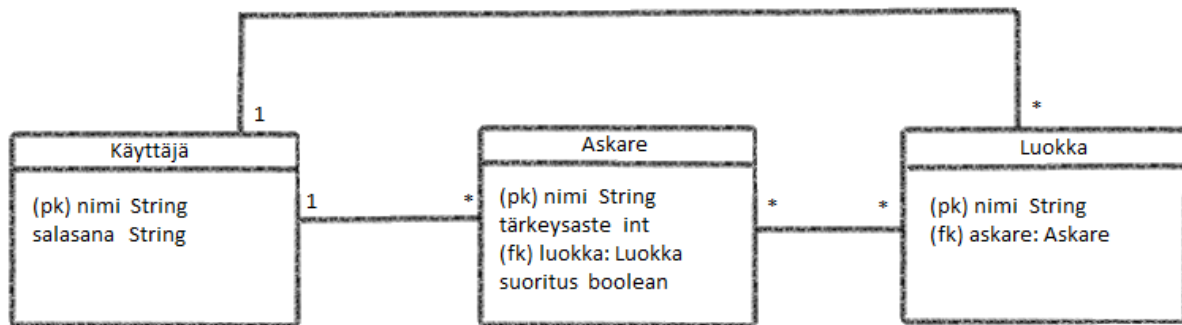 1
*
Käyttäjä
(pk) nimi String
salasana String
1
*
Askare
(pk) nimi String
tärkeysaste int
(fk) luokka: Luokka
suoritus boolean
*
*
Luokka
(pk) nimi String
(fk) askare: Askare